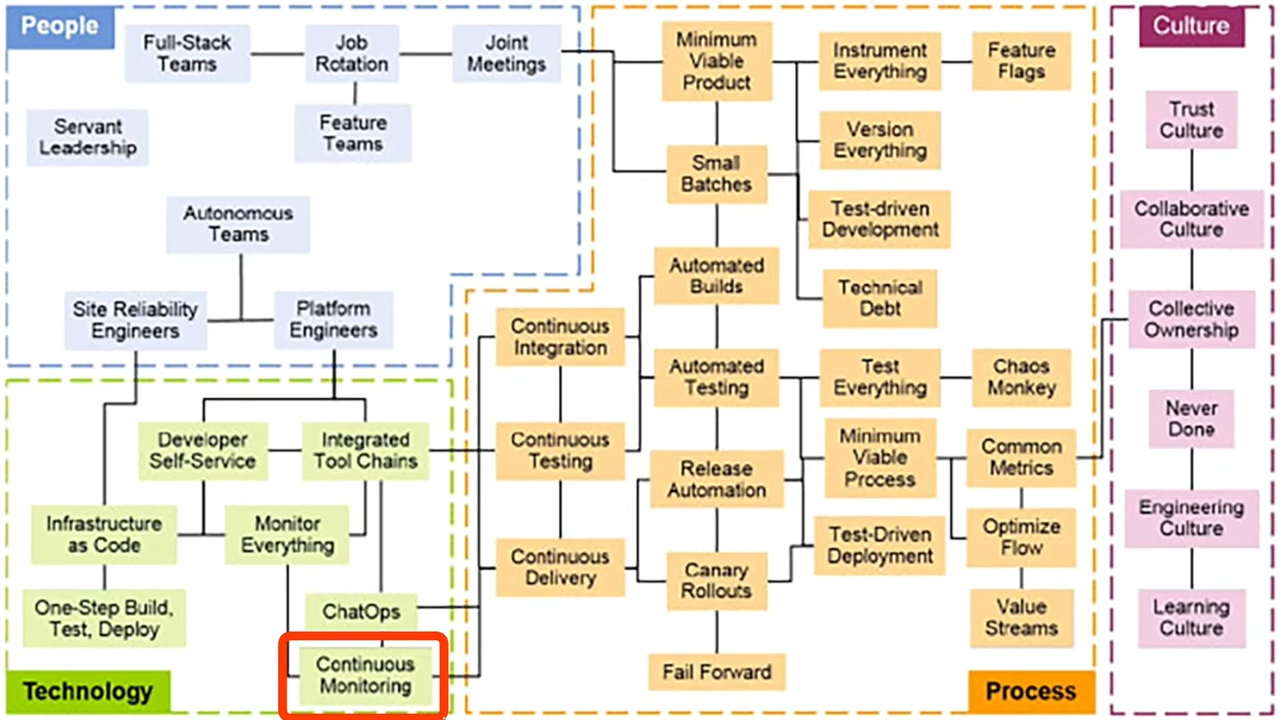 People
Full-Stack
Teams
Job
Rotation
Joint
Meetings
Servant
Leadership
Feature
Teams
Autonomous
Teams
Site Reliability
Engineers
Platform
Engineers
Developer
Self-Service
Integrated
Tool Chains
Infrastructure
as Code
Monitor
Everything
One-Step Build,
Test, Deploy
ChatOps
Continuous
Monitoring
Technology
Minimum
Viable
Product
Instrument
Everything
Feature
Flags
Version
Everything
Small
Batches
Test-driven
Development
Automated
Builds
Technical
Debt
Continuous
Integration
Automated
Testing
Test
Everything
Chaos
Monkey
Continuous
Testing
Minimum
Viable
Process
Common
Metrics
Release
Automation
Test-Driven
Deployment
Optimize
Flow
Continuous
Delivery
Canary
Rollouts
Value
Streams
Fail Forward
Process
Culture
Trust
Culture
Collaborative
Culture
Collective
Ownership
Never
Done
Engineering
Culture
Learning
Culture